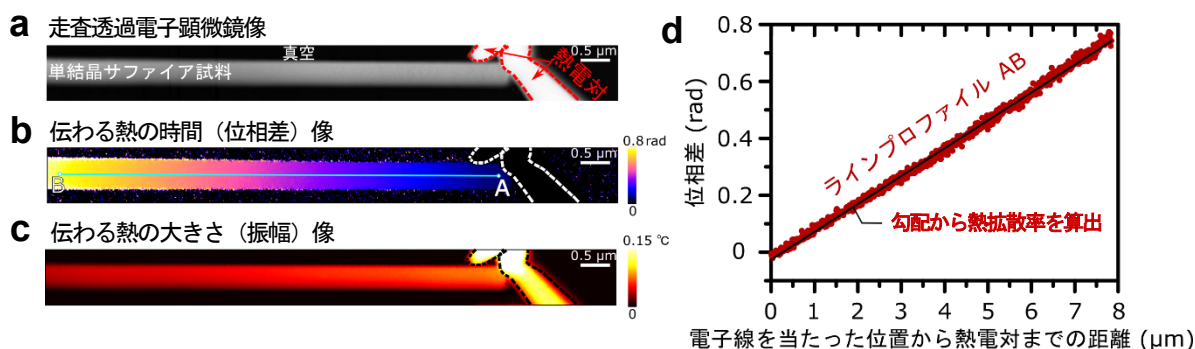 a 走査透過電子顕微鏡像
真空
0.5 μm
単結晶サファイア試料
熱電対
b 伝わる熱の時間（位相差）像
0.8 rad
0.5 μm
B
A
0
c 伝わる熱の大きさ（振幅）像
0.15 ℃
0.5 μm
0
d
0.8
0.6
0.4
0.2
0
位相差 (rad)
ラインプロファイル AB
勾配から熱拡散率を算出
0 1 2 3 4 5 6 7 8
電子線を当たった位置から熱電対までの距離 (μm)